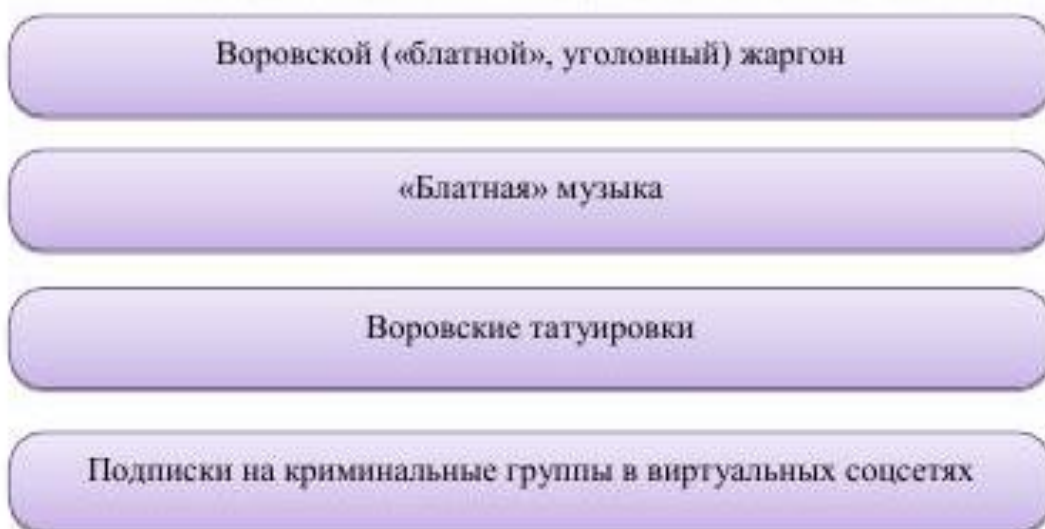 Воровской («блатной», уголовный) жаргон
«Блатная» музыка
Воровские татуировки
Подписки на криминальные группы в виртуальных соцсетях